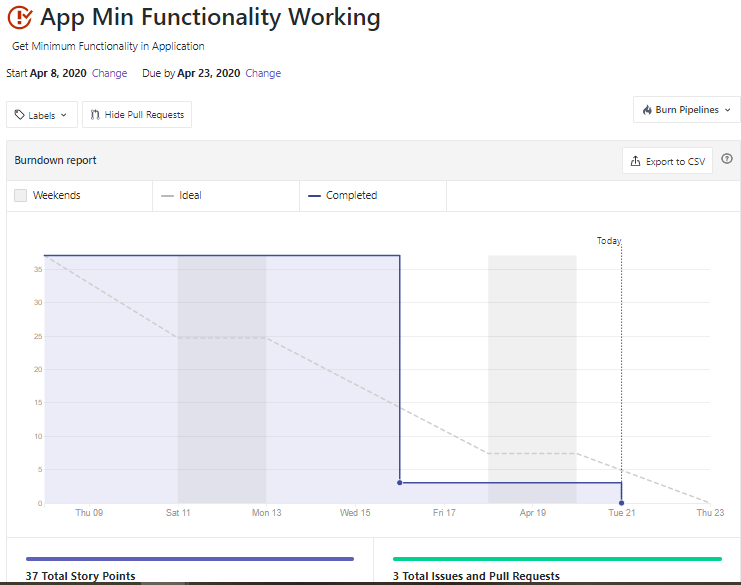 App Min Functionality Working
Get Minimum Functionality in Application
Start Apr 8, 2020 Change Due by Apr 23, 2020 Change
Labels Hide Pull Requests Burn Pipelines
Burndown report Export to CSV ?
Weekends Ideal Completed
Today
35
30
25
20
15
10
5
0
Thu 09 Sat 11 Mon 13 Wed 15 Fri 17 Apr 19 Tue 21 Thu 23
37 Total Story Points 3 Total Issues and Pull Requests